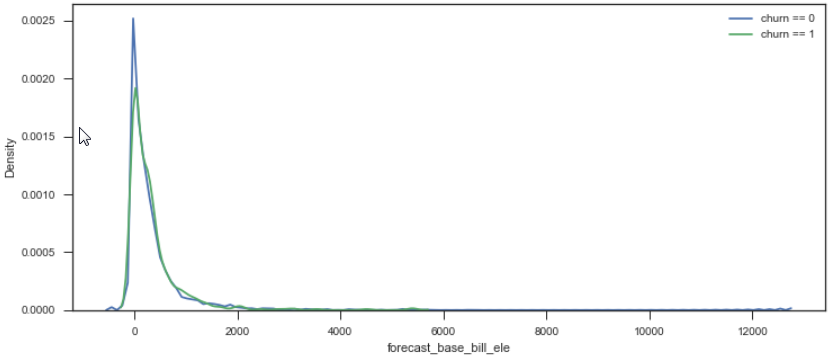 0.0025
0.0020
0.0015
0.0010
0.0005
0.0000
Density
churn == 0
churn == 1
0 2000 4000 6000 8000 10000 12000
forecast_base_bill_ele